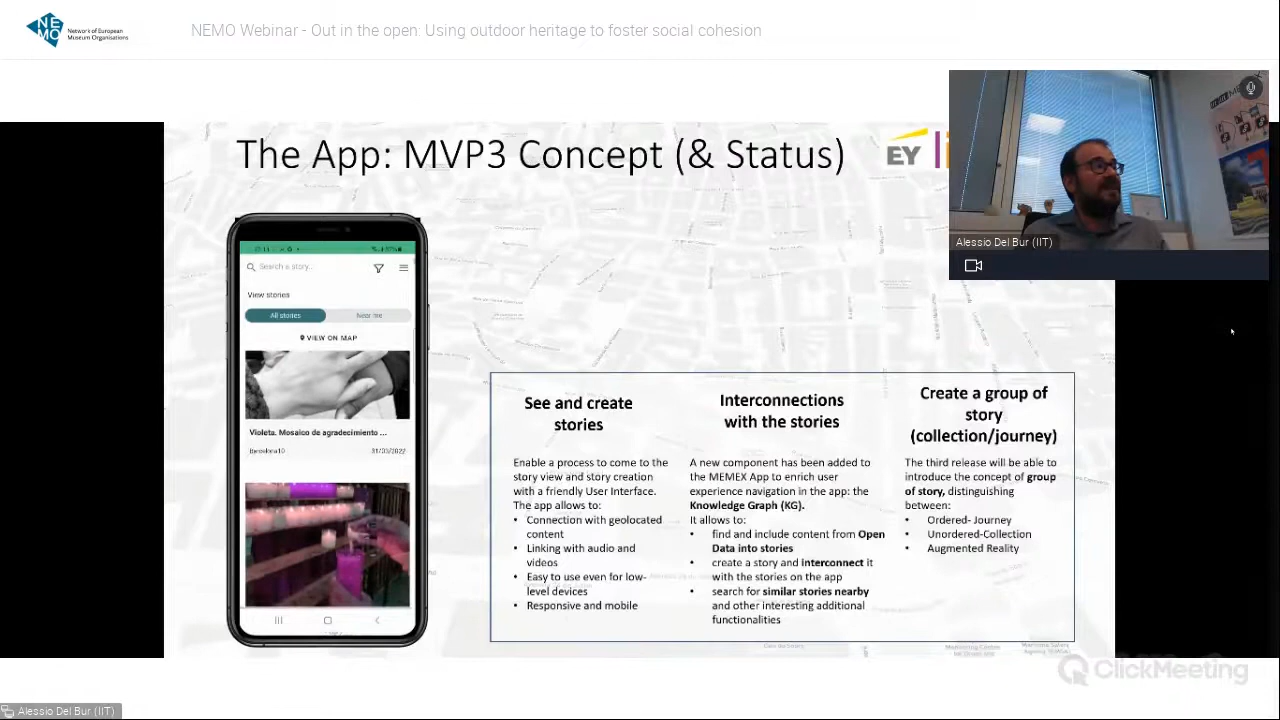 NE
MO
Network of European
Museum Organisations
NEMO Webinar - Out in the open: Using outdoor heritage to foster social cohesion
The App: MVP3 Concept (& Status)
EY
Alessio Del Bur (IIT)
Search a story..
View stories
All stories
Near me
VIEW ON MAP
Violeta. Mosaico de agradecimiento ...
31/03/2022
See and create
stories
Enable a process to come to the
story view and story creation
with a friendly User Interface.
The app allows to:
• Connection with geolocated
content
• Linking with audio and
videos
• Easy to use even for low-
level devices
• Responsive and mobile
Interconnections
with the stories
A new component has been added to
the MEMEX App to enrich user
experience navigation in the app: the
Knowledge Graph (KG).
It allows to:
• find and include content from Open
Data into stories
• create a story and interconnect it
with the stories on the app
• search for similar stories nearby
and other interesting additional
functionalities
Create a group of
story
(collection/journey)
The third release will be able to
introduce the concept of group
of story, distinguishing
between:
• Ordered- Journey
• Unordered-Collection
• Augmented Reality
ClickMeeting
Alessio Del Bur (IIT)